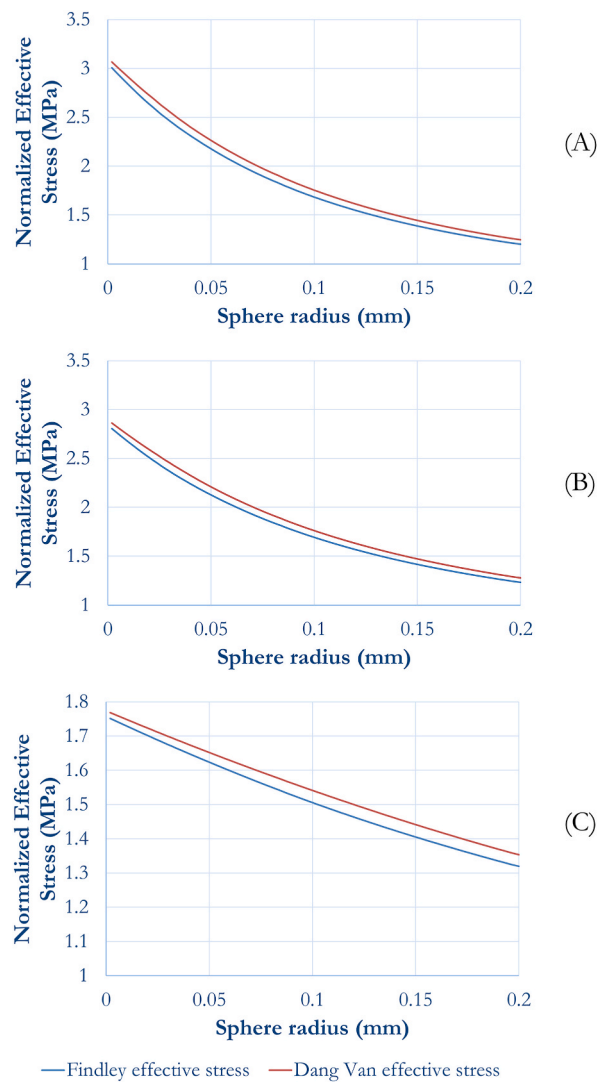 Normalized Effective
Stress (MPa)
3.5
3
2.5
2
1.5
1
0
0.05
0.1
0.15
0.2
Sphere radius (mm)
(A)
Normalized Effective
Stress (MPa)
3.5
3
2.5
2
1.5
1
0
0.05
0.1
0.15
0.2
Sphere radius (mm)
(B)
Normalized Effective
Stress (MPa)
1.8
1.7
1.6
1.5
1.4
1.3
1.2
1.1
1
0
0.05
0.1
0.15
0.2
Sphere radius (mm)
(C)
Findley effective stress
Dang Van effective stress